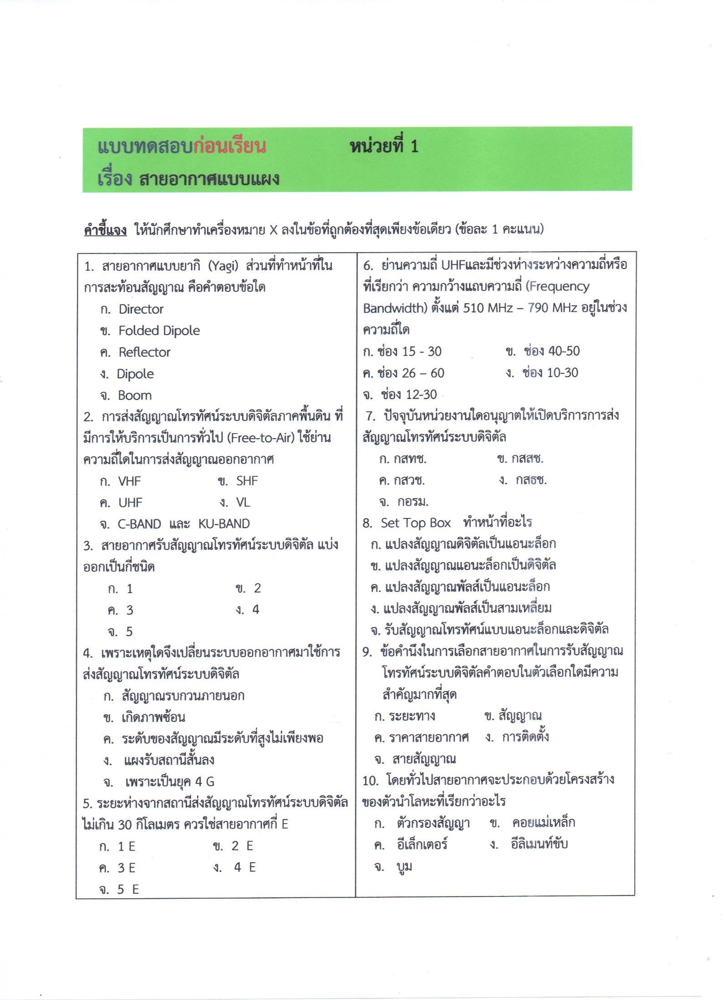 แบบทดสอบก่อนเรียน หน่วยที่ 1
เรื่อง สายอากาศแบบแผง
คำชี้แจง ให้นักศึกษาทำเครื่องหมาย X ลงในข้อที่ถูกต้องที่สุดเพียงข้อเดียว (ข้อละ 1 คะแนน)
1. สายอากาศแบบยากิ (Yagi) ส่วนที่ทำหน้าที่ใน
การสะท้อนสัญญาณ คือคำตอบข้อใด
ก. Director
ข. Folded Dipole
ค. Reflector
ง. Dipole
จ. Boom
2. การส่งสัญญาณโทรทัศน์ระบบดิจิตัลภาคพื้นดิน ที่
มีการให้บริการเป็นการทั่วไป (Free-to-Air) ใช้ย่าน
ความถี่ใดในการส่งสัญญาณออกอากาศ
ก. VHF ข. SHF
ค. UHF ง. VL
จ. C-BAND และ KU-BAND
3. สายอากาศรับสัญญาณโทรทัศน์ระบบดิจิตัล แบ่ง
ออกเป็นกี่ชนิด
ก. 1 ข. 2
ค. 3 ง. 4
จ. 5
4. เพราะเหตุใดจึงเปลี่ยนระบบออกอากาศมาใช้การ
ส่งสัญญาณโทรทัศน์ระบบดิจิตัล
ก. สัญญาณรบกวนภายนอก
ข. เกิดภาพซ้อน
ค. ระดับของสัญญาณมีระดับที่สูงไม่เพียงพอ
ง. แผงรับสถานีสั้นลง
จ. เพราะเป็นยุค 4 G
5. ระยะห่างจากสถานีส่งสัญญาณโทรทัศน์ระบบดิจิตัล
ไม่เกิน 30 กิโลเมตร ควรใช่สายอากาศกี่ E
ก. 1 E ข. 2 E
ค. 3 E ง. 4 E
จ. 5 E
6. ย่านความถี่ UHFและมีช่วงห่างระหว่างความถี่หรือ
ที่เรียกว่า ความกว้างแถบความถี่ (Frequency
Bandwidth) ตั้งแต่ 510 MHz – 790 MHz อยู่ในช่วง
ความถี่ใด
ก. ช่อง 15 - 30 ข. ช่อง 40-50
ค. ช่อง 26 – 60 ง. ช่อง 10-30
จ. ช่อง 12-30
7. ปัจจุบันหน่วยงานใดอนุญาตให้เปิดบริการการส่ง
สัญญาณโทรทัศน์ระบบดิจิตัล
ก. กสทช. ข. กสสช.
ค. กสวช. ง. กสธช.
จ. กอรม.
8. Set Top Box ทำหน้าที่อะไร
ก. แปลงสัญญาณดิจิตัลเป็นแอนะล็อก
ข. แปลงสัญญาณแอนะล็อกเป็นดิจิตัล
ค. แปลงสัญญาณพัลส์เป็นแอนะล็อก
ง. แปลงสัญญาณพัลส์เป็นสามเหลี่ยม
จ. รับสัญญาณโทรทัศน์แบบแอนะล็อกและดิจิตัล
9. ข้อคำนึงในการเลือกสายอากาศในการรับสัญญาณ
โทรทัศน์ระบบดิจิตัลคำตอบในตัวเลือกใดมีความ
สำคัญมากที่สุด
ก. ระยะทาง ข. สัญญาณ
ค. ราคาสายอากาศ ง. การติดตั้ง
จ. สายสัญญาณ
10. โดยทั่วไปสายอากาศจะประกอบด้วยโครงสร้าง
ของตัวนำโลหะที่เรียกว่าอะไร
ก. ตัวกรองสัญญา ข. คอยแม่เหล็ก
ค. อีเล็กเตอร์ ง. อีลิเมนท์ขับ
จ. บูม